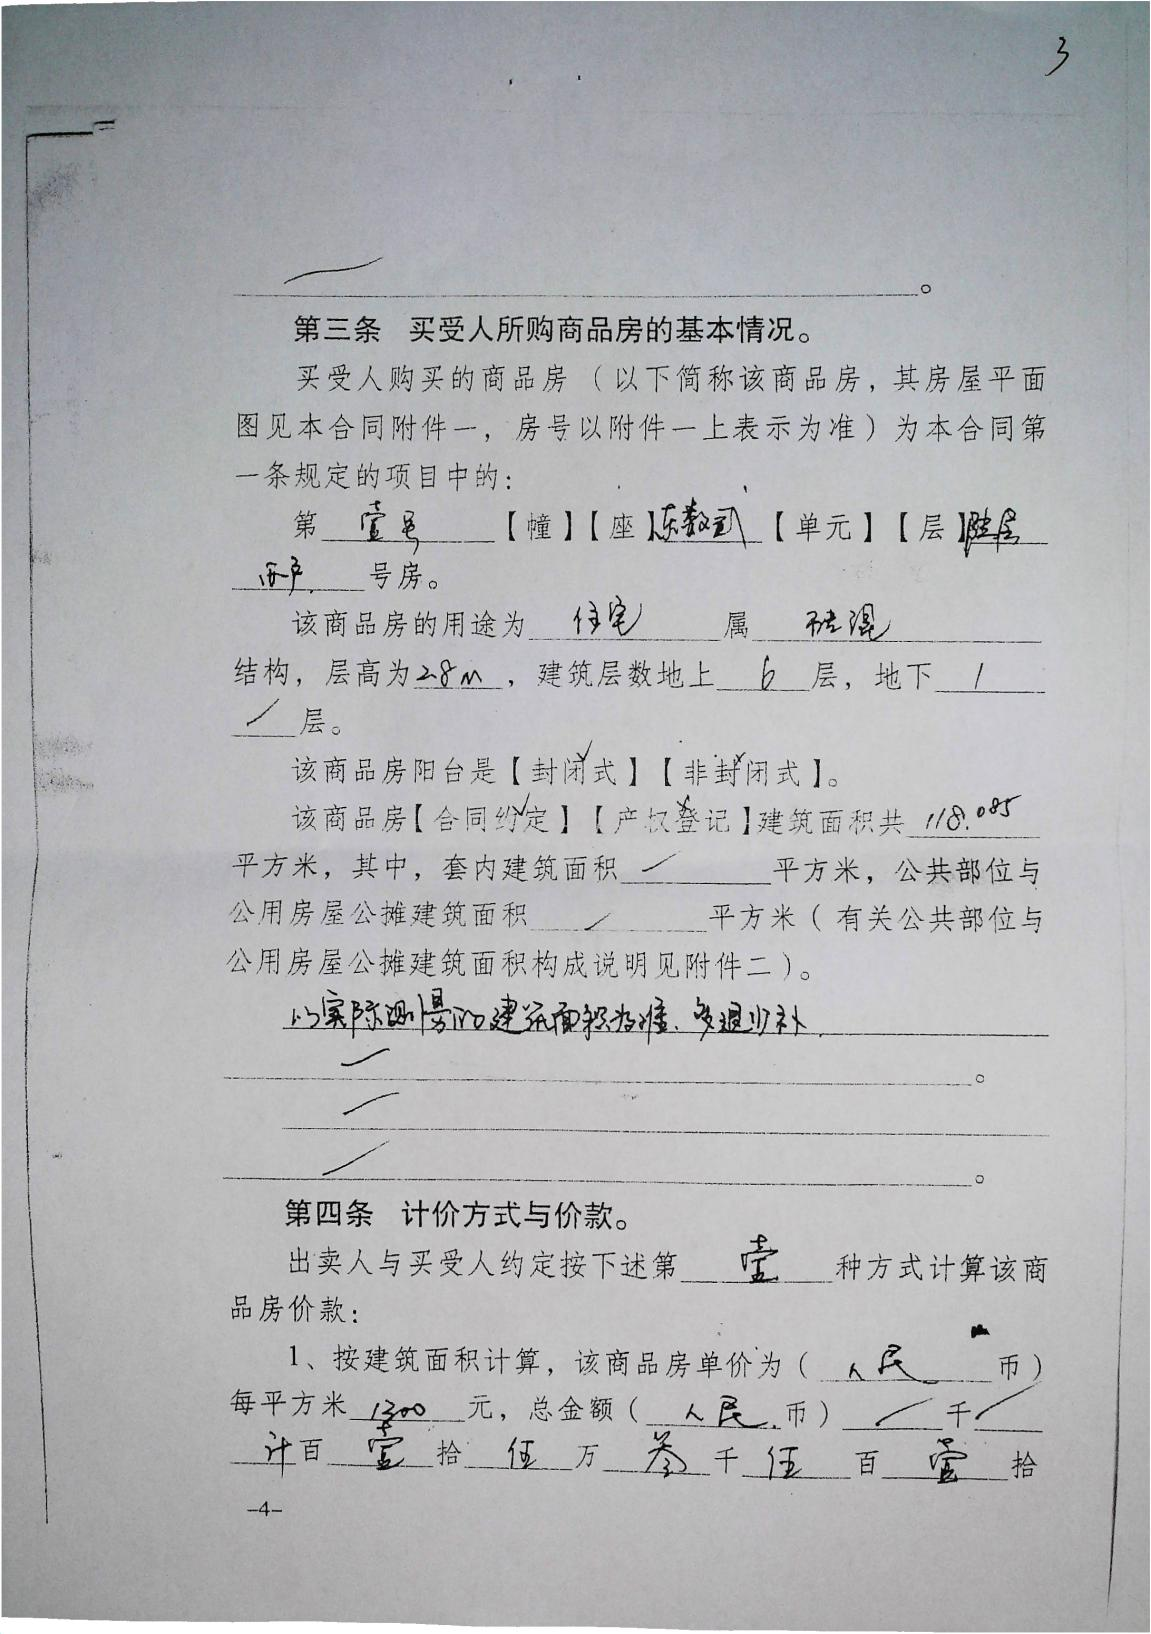 3
。
第三条 买受人所购商品房的基本情况。
买受人购买的商品房（以下简称该商品房，其房屋平面
图见本合同附件一，房号以附件一上表示为准）为本合同第
一条规定的项目中的：
第 壹号 【幢】【座】 【单元】【层】陆层
西户 号房。
该商品房的用途为 住宅 属 砖混
结构，层高为2.8m，建筑层数地上 6 层，地下 /
/ 层。
该商品房阳台是【封闭式】【非封闭式】。
该商品房【合同约定】【产权登记】建筑面积共 118.085
平方米，其中，套内建筑面积 / 平方米，公共部位与
公用房屋公摊建筑面积 / 平方米（有关公共部位与
公用房屋公摊建筑面积构成说明见附件二）。
以实际测量的建筑面积为准、多退少补.
/ 。
/
/ 。
第四条 计价方式与价款。
出卖人与买受人约定按下述第 壹 种方式计算该商
品房价款：
1、按建筑面积计算，该商品房单价为（ 人民 币）
每平方米 1300 元，总金额（ 人民 币） / 千 /
计百 壹 拾 伍 万 叁 千 伍 百 壹 拾
-4-